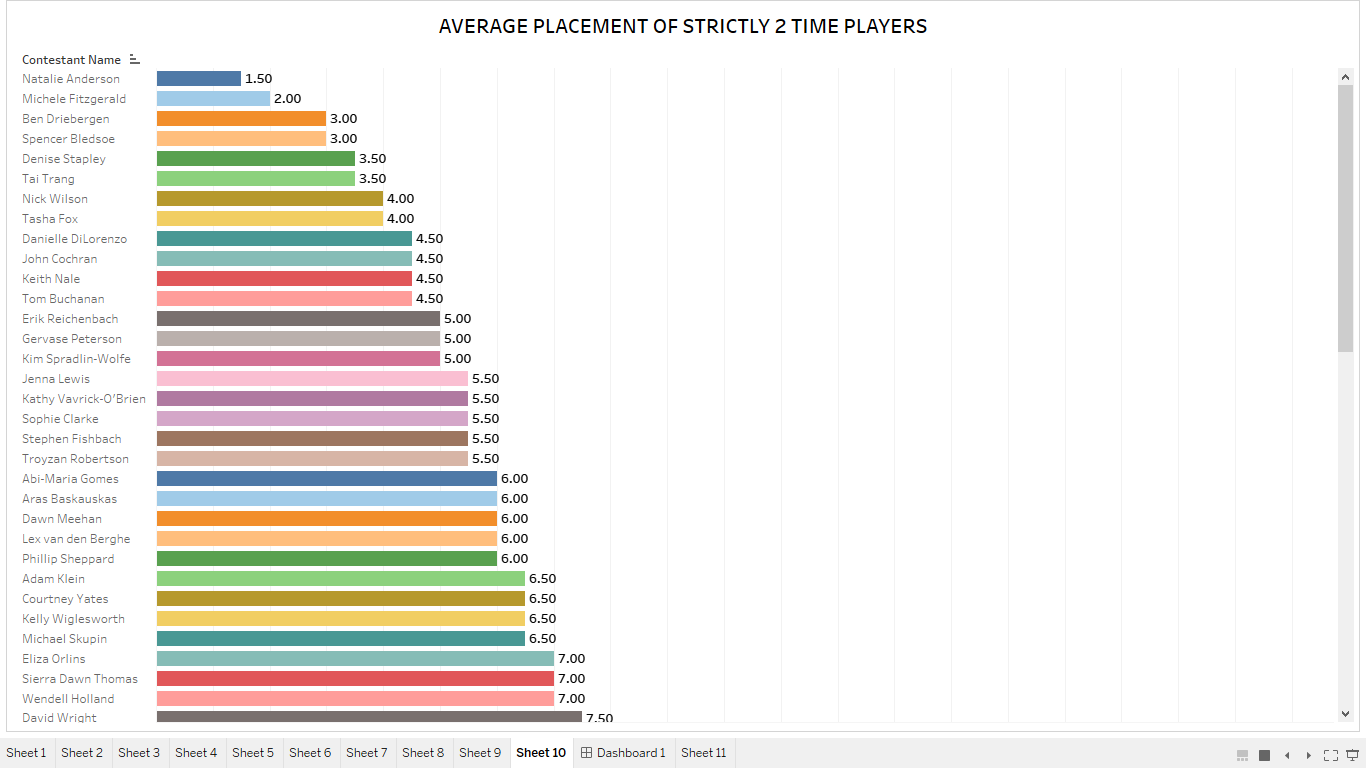 AVERAGE PLACEMENT OF STRICTLY 2 TIME PLAYERS
Contestant Name
Natalie Anderson 1.50
Michele Fitzgerald 2.00
Ben Driebergen 3.00
Spencer Bledsoe 3.00
Denise Stapley 3.50
Tai Trang 3.50
Nick Wilson 4.00
Tasha Fox 4.00
Danielle DiLorenzo 4.50
John Cochran 4.50
Keith Nale 4.50
Tom Buchanan 4.50
Erik Reichenbach 5.00
Gervase Peterson 5.00
Kim Spradlin-Wolfe 5.00
Jenna Lewis 5.50
Kathy Vavrick-O’Brien 5.50
Sophie Clarke 5.50
Stephen Fishbach 5.50
Troyzan Robertson 5.50
Abi-Maria Gomes 6.00
Aras Baskauskas 6.00
Dawn Meehan 6.00
Lex van den Berghe 6.00
Phillip Sheppard 6.00
Adam Klein 6.50
Courtney Yates 6.50
Kelly Wiglesworth 6.50
Michael Skupin 6.50
Eliza Orlins 7.00
Sierra Dawn Thomas 7.00
Wendell Holland 7.00
David Wright 7.50
Sheet 1 Sheet 2 Sheet 3 Sheet 4 Sheet 5 Sheet 6 Sheet 7 Sheet 8 Sheet 9 Sheet 10 Dashboard 1 Sheet 11